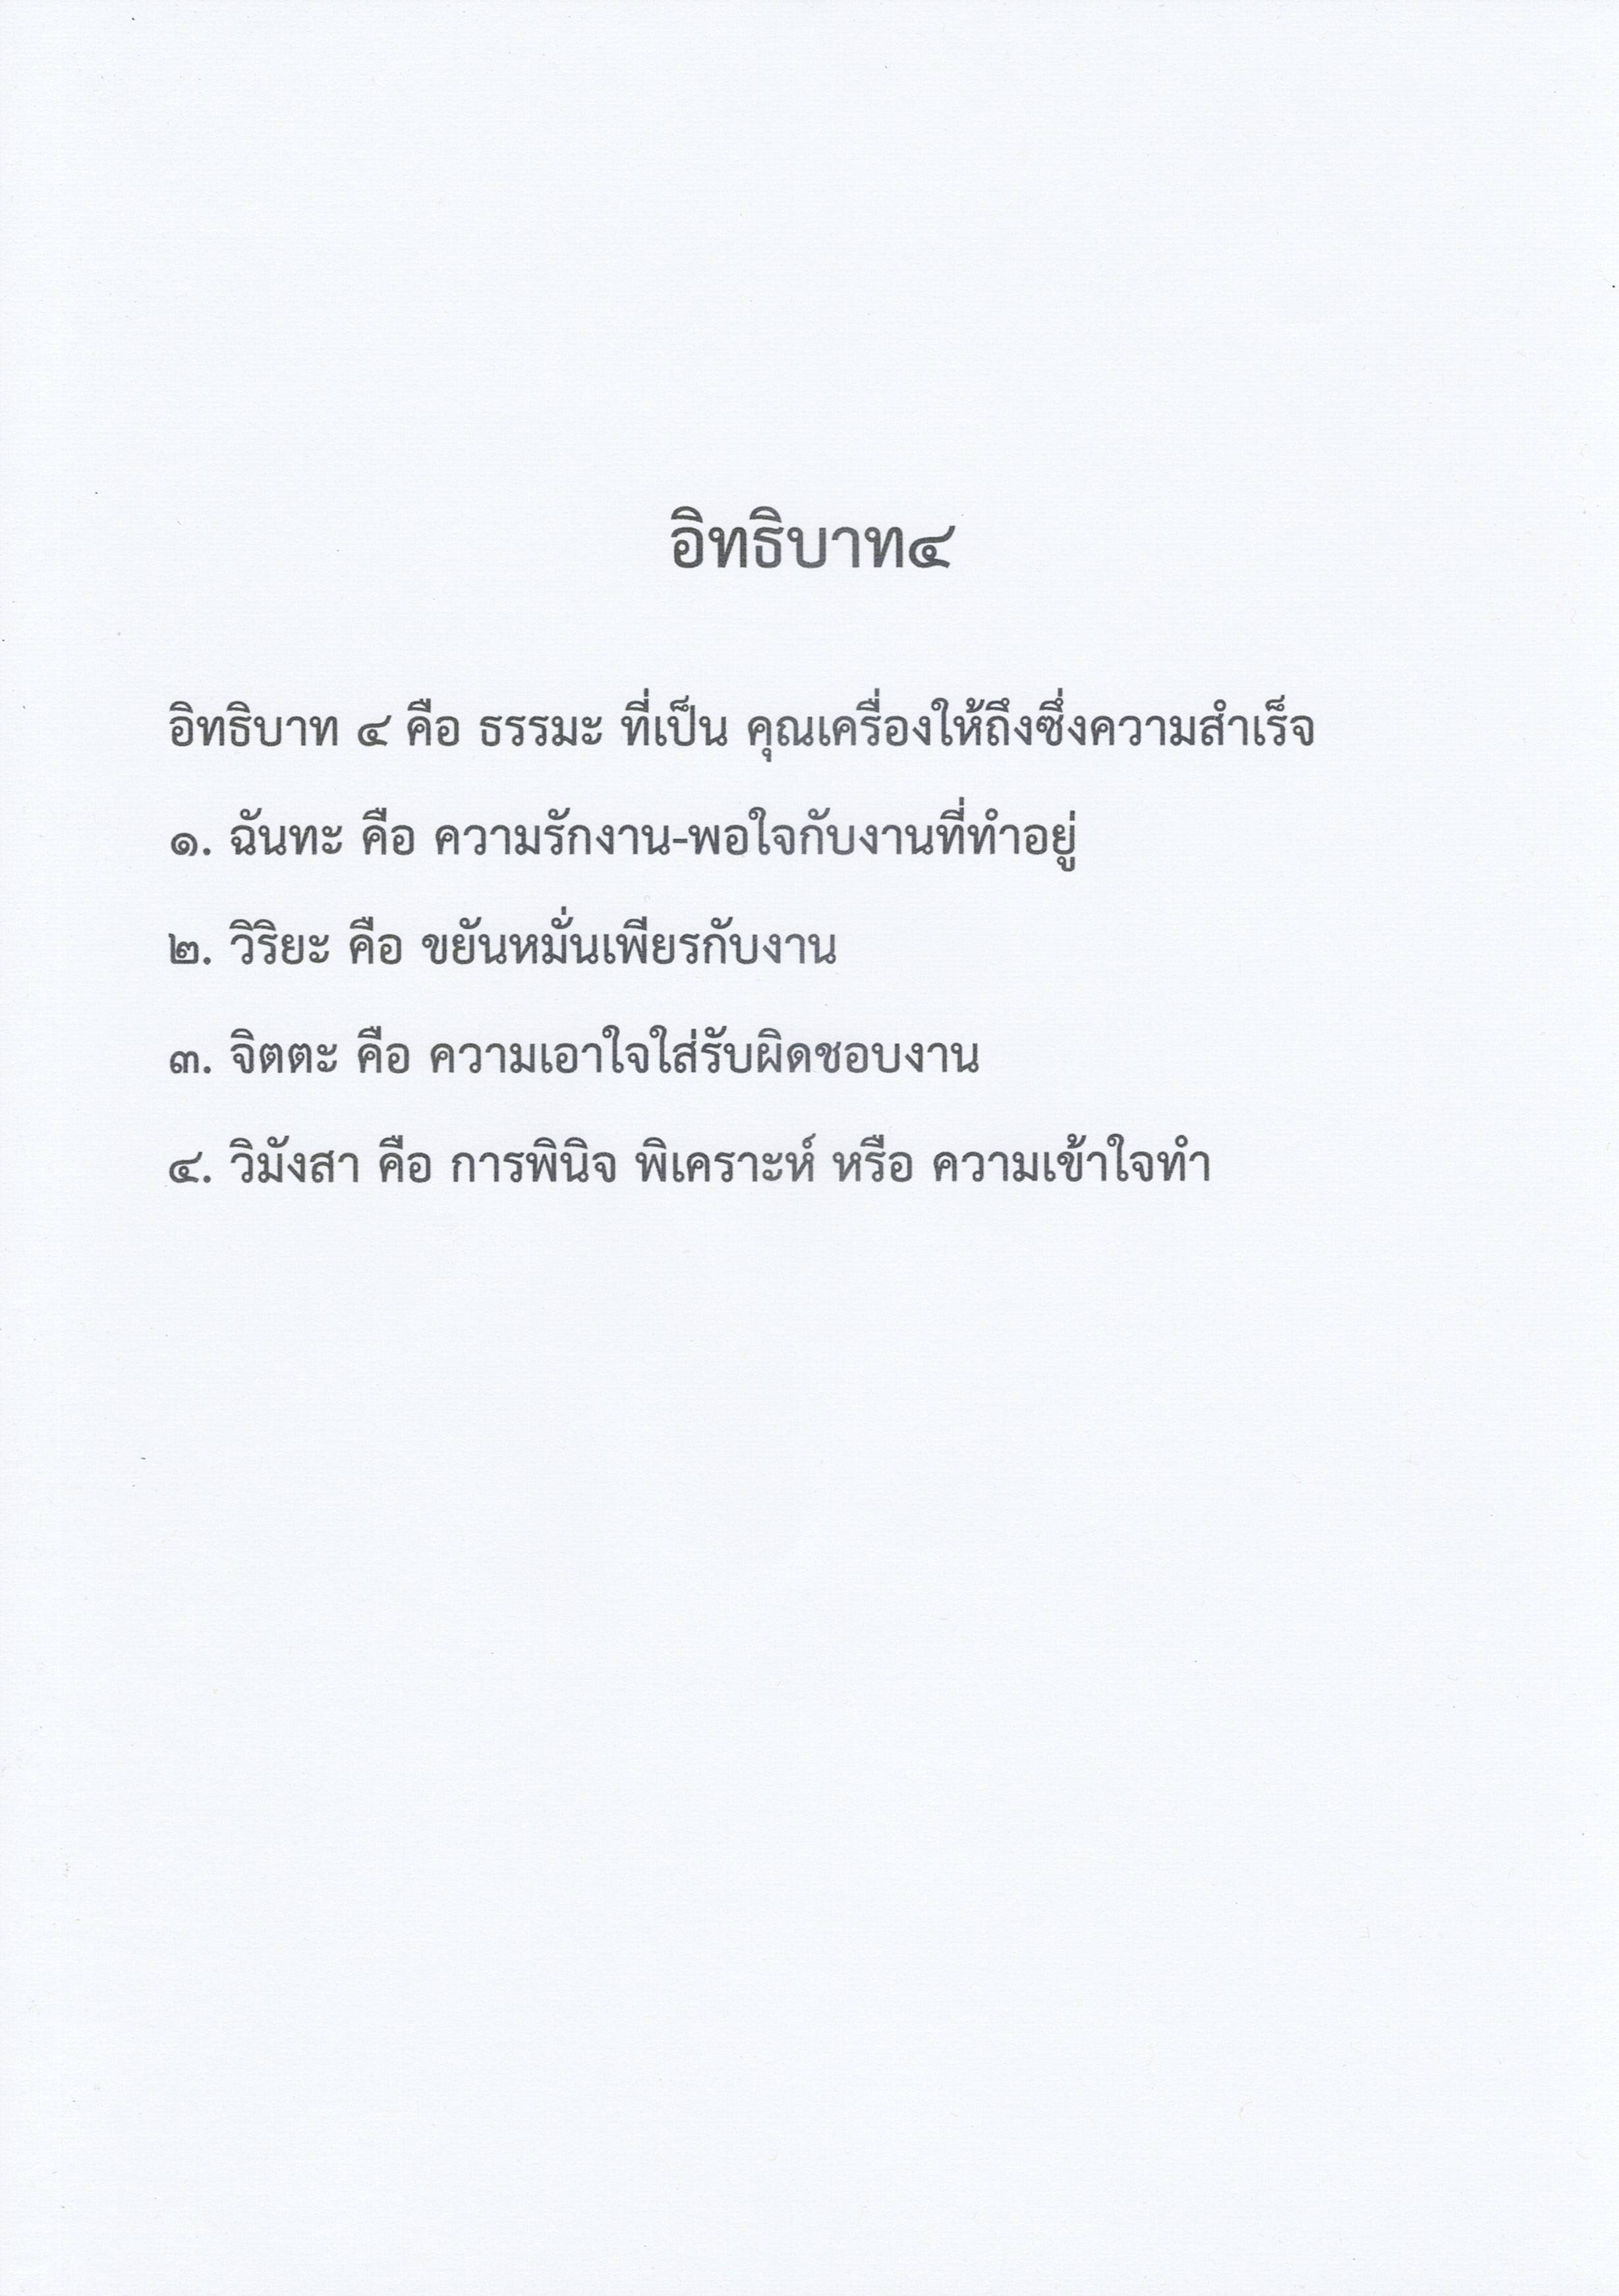 อิทธิบาท๔
อิทธิบาท ๔ คือ ธรรมะ ที่เป็น คุณเครื่องให้ถึงซึ่งความสำเร็จ
๑. ฉันทะ คือ ความรักงาน-พอใจกับงานที่ทำอยู่
๒. วิริยะ คือ ขยันหมั่นเพียรกับงาน
๓. จิตตะ คือ ความเอาใจใส่รับผิดชอบงาน
๔. วิมังสา คือ การพินิจ พิเคราะห์ หรือ ความเข้าใจทำ